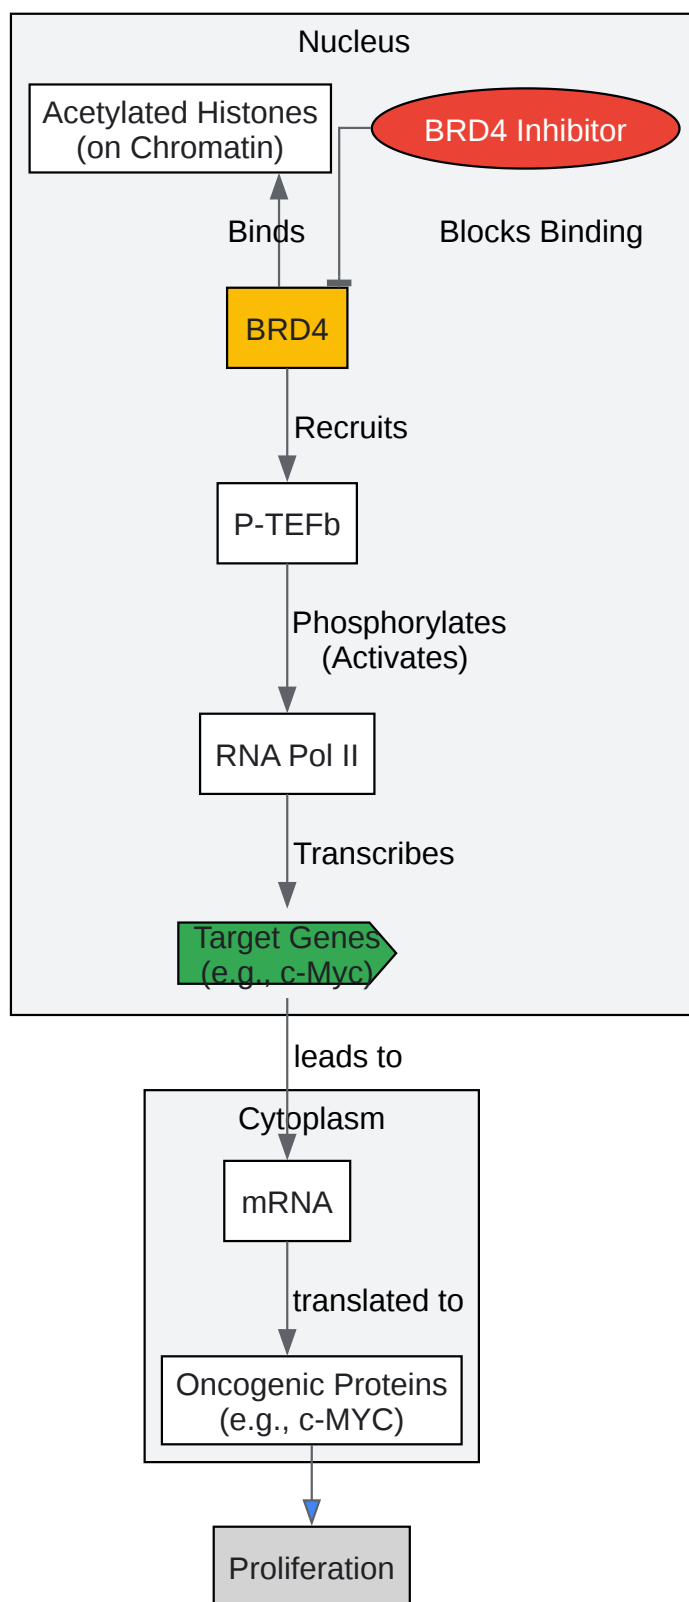 Nucleus
Acetylated Histones
(on Chromatin)
BRD4 Inhibitor
Binds
Blocks Binding
BRD4
Recruits
P-TEFb
Phosphorylates
(Activates)
RNA Pol II
Transcribes
Target Genes
(e.g., c-Myc)
leads to
Cytoplasm
mRNA
translated to
Oncogenic Proteins
(e.g., c-MYC)
Proliferation